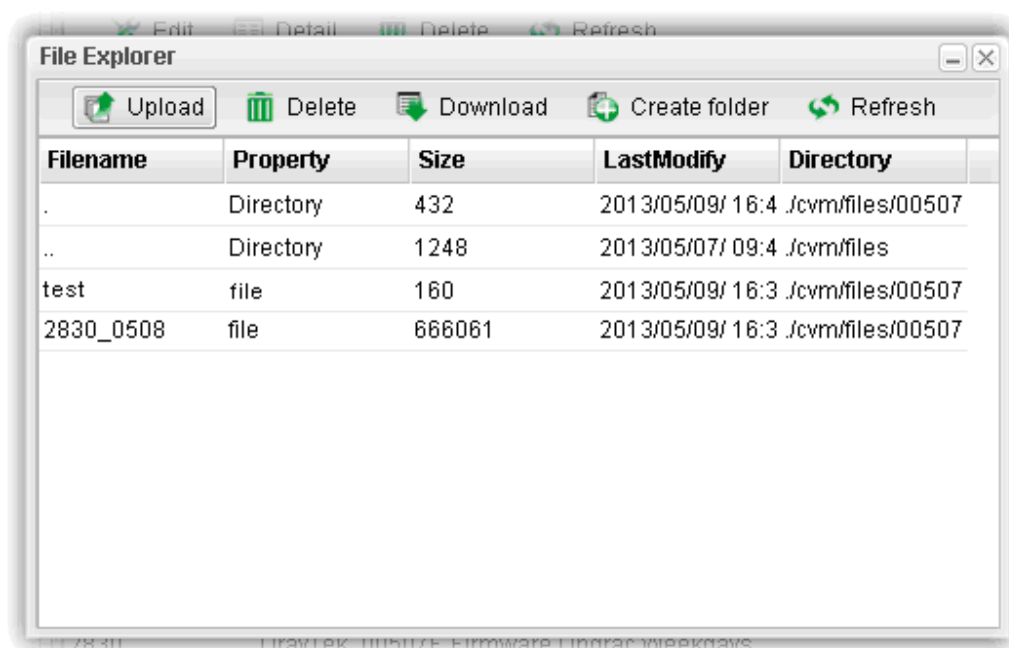 Edit Detail Delete Refresh
File Explorer
Upload Delete Download Create folder Refresh
Filename Property Size LastModify Directory
. Directory 432 2013/05/09/ 16:4 ./cvm/files/00507
.. Directory 1248 2013/05/07/ 09:4 ./cvm/files
test file 160 2013/05/09/ 16:3 ./cvm/files/00507
2830_0508 file 666061 2013/05/09/ 16:3 ./cvm/files/00507
2830 DrayTek_00507F Firmware Weekdays